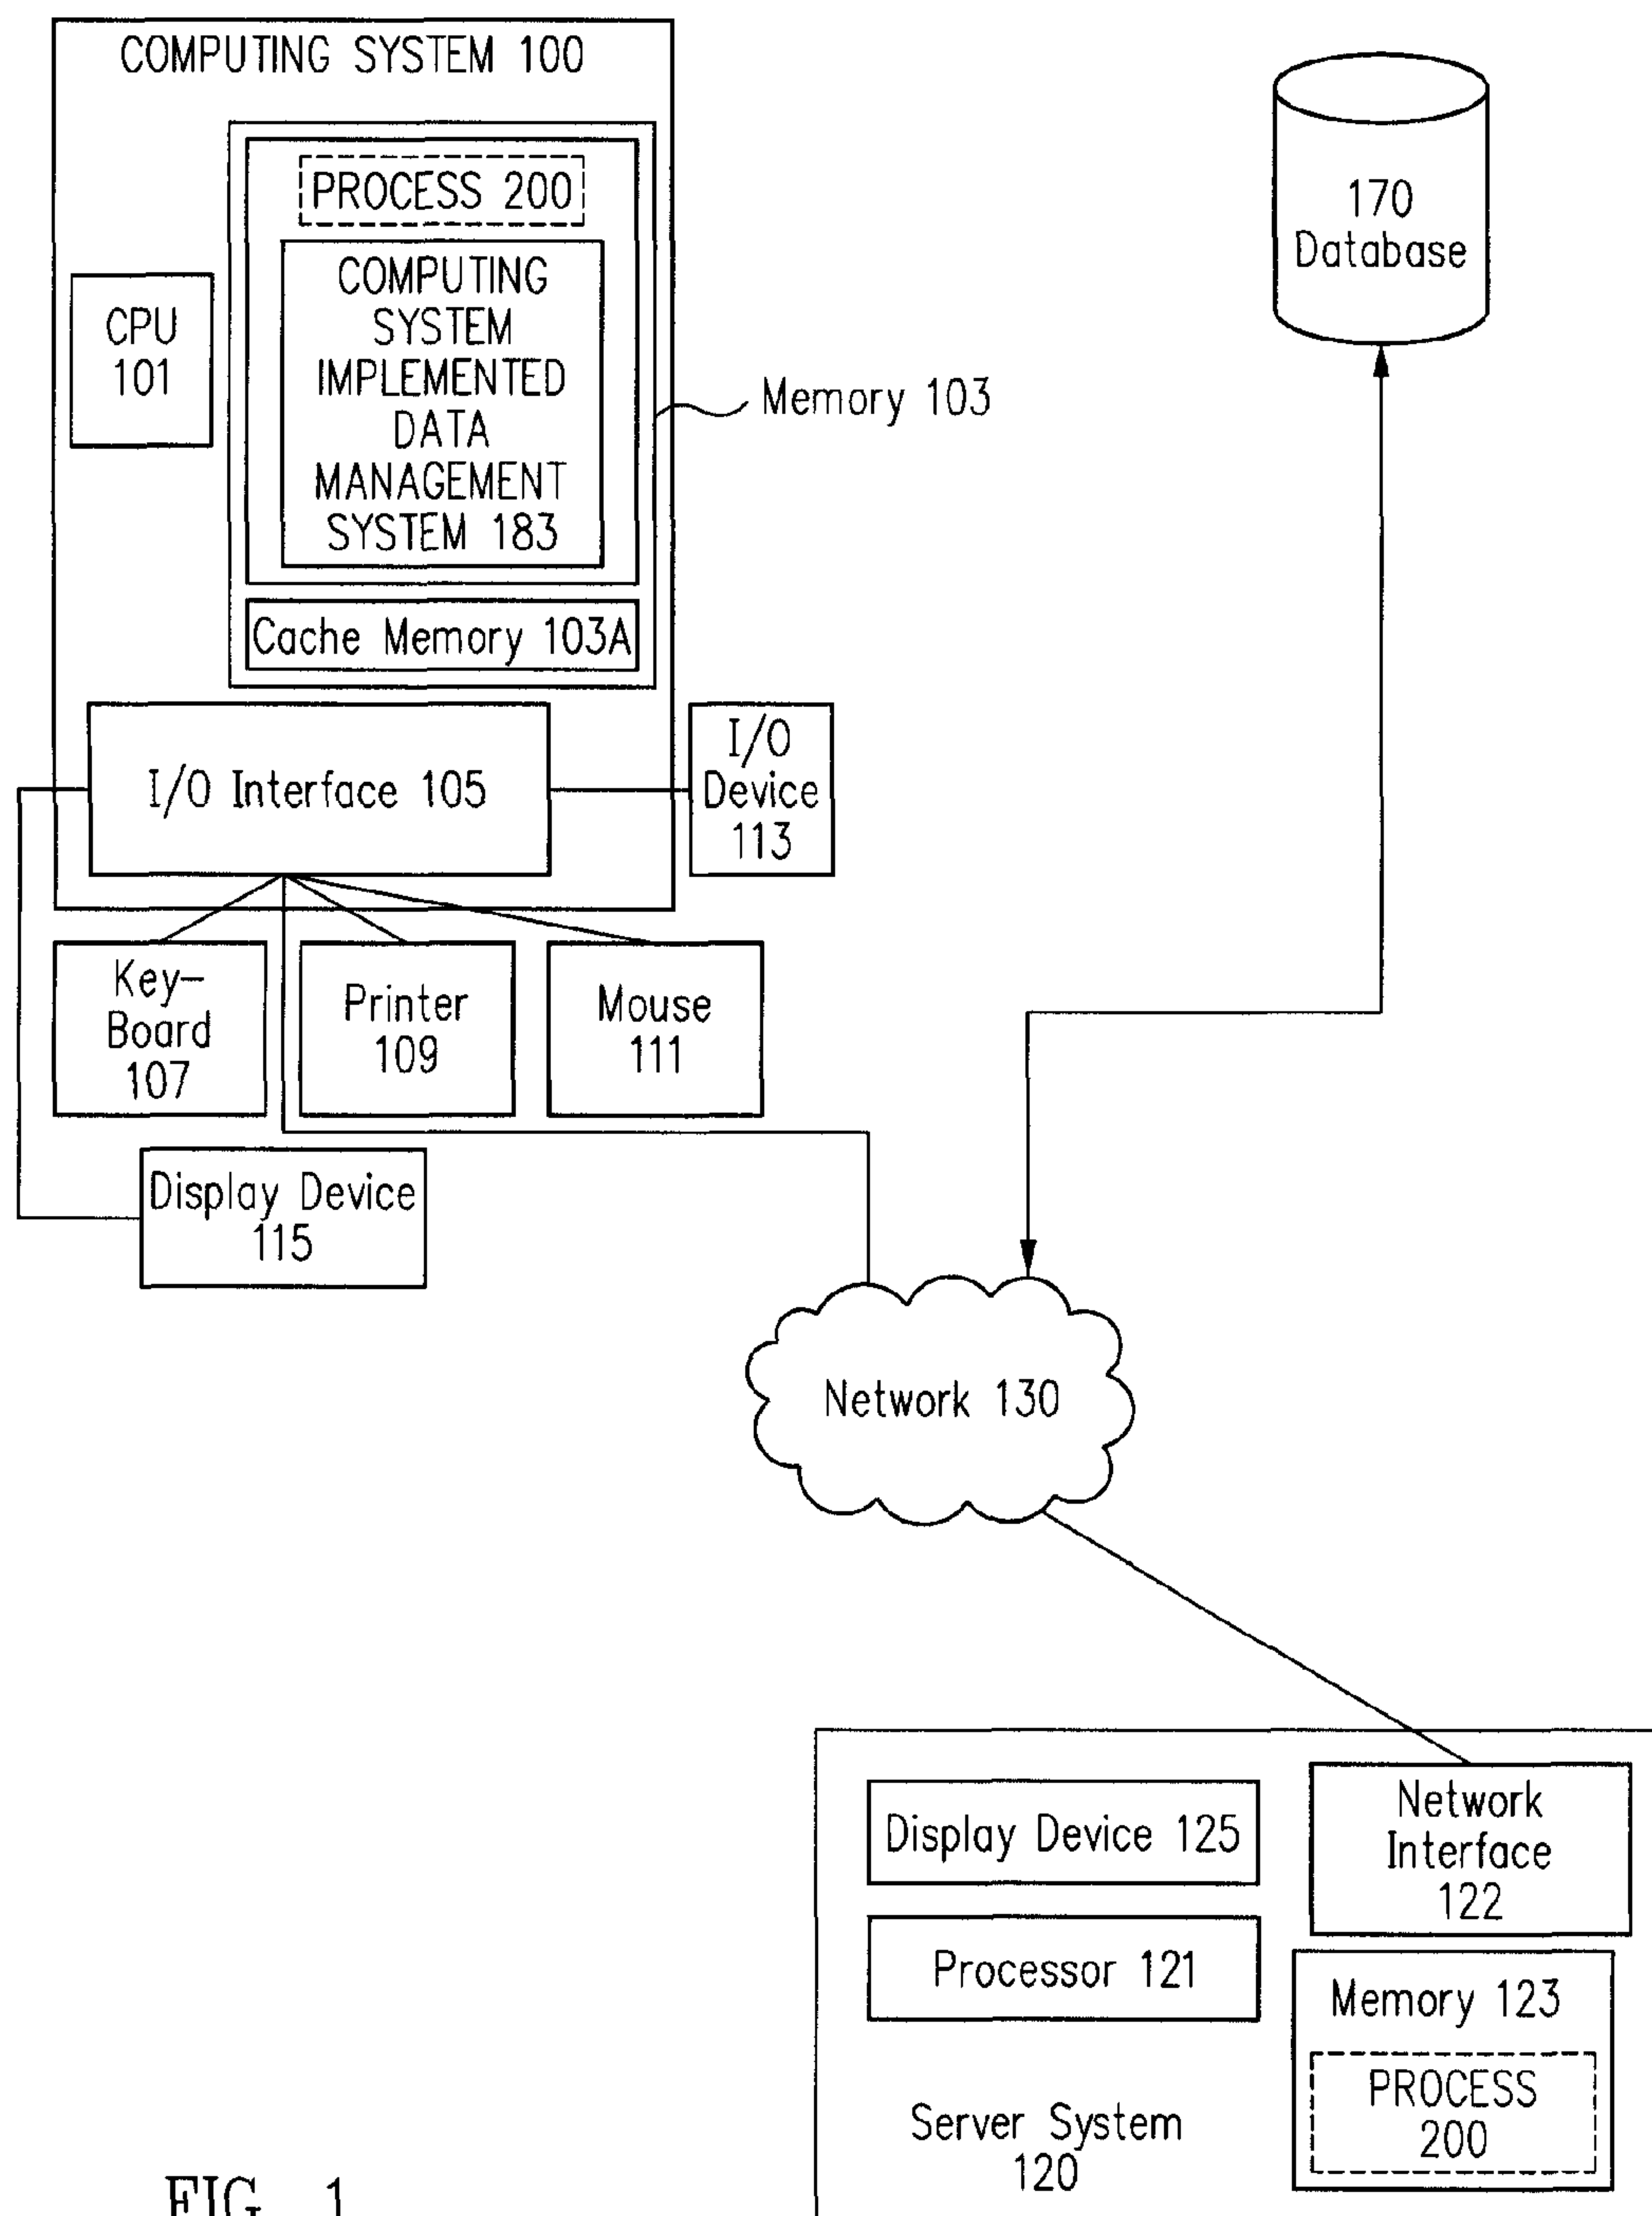 COMPUTING SYSTEM 100
PROCESS 200
COMPUTING
SYSTEM
IMPLEMENTED
DATA
MANAGEMENT
SYSTEM 183
CPU
101
Memory 103
Cache Memory 103A
170
Database
I/O Interface 105
I/O
Device
113
Key-
Board
107
Printer
109
Mouse
111
Display Device
115
Network 130
Display Device 125
Network
Interface
122
Processor 121
Memory 123
PROCESS
200
Server System
120
FIG. 1